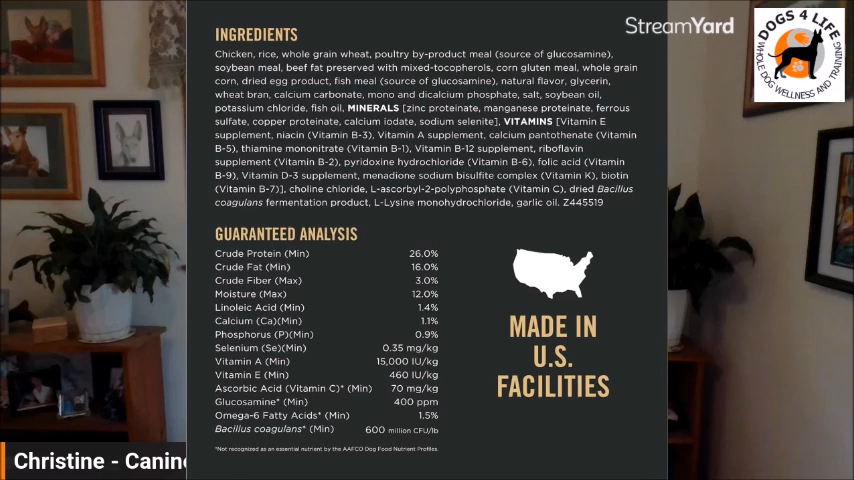 INGREDIENTS
Chicken, rice, whole grain wheat, poultry by-product meal (source of glucosamine),
soybean meal, beef fat preserved with mixed-tocopherols, corn gluten meal, whole grain
corn, dried egg product, fish meal (source of glucosamine), natural flavor, glycerin,
wheat bran, calcium carbonate, mono and dicalcium phosphate, salt, soybean oil,
potassium chloride, fish oil, MINERALS [zinc proteinate, manganese proteinate, ferrous
sulfate, copper proteinate, calcium iodate, sodium selenite], VITAMINS [Vitamin E
supplement, niacin (Vitamin B-3), Vitamin A supplement, calcium pantothenate (Vitamin
B-5), thiamine mononitrate (Vitamin B-1), Vitamin B-12 supplement, riboflavin
supplement (Vitamin B-2), pyridoxine hydrochloride (Vitamin B-6), folic acid (Vitamin
B-9), Vitamin D-3 supplement, menadione sodium bisulfite complex (Vitamin K), biotin
(Vitamin B-7)], choline chloride, L-ascorbyl-2-polyphosphate (Vitamin C), dried Bacillus
coagulans fermentation product, L-Lysine monohydrochloride, garlic oil. Z445519
GUARANTEED ANALYSIS
Crude Protein (Min) 26.0%
Crude Fat (Min) 16.0%
Crude Fiber (Max) 3.0%
Moisture (Max) 12.0%
Linoleic Acid (Min) 1.4%
Calcium (Ca)(Min) 1.1%
Phosphorus (P)(Min) 0.9%
Selenium (Se)(Min) 0.35 mg/kg
Vitamin A (Min) 15,000 IU/kg
Vitamin E (Min) 460 IU/kg
Ascorbic Acid (Vitamin C)* (Min) 70 mg/kg
Glucosamine* (Min) 400 ppm
Omega-6 Fatty Acids* (Min) 1.5%
Bacillus coagulans* (Min) 600 million CFU/lb
*Not recognized as an essential nutrient by the AAFCO Dog Food Nutrient Profiles.
MADE IN
U.S.
FACILITIES
StreamYard
DOGS 4 LIFE
WHOLE DOG WELLNESS AND TRAINING
Christine - Canin